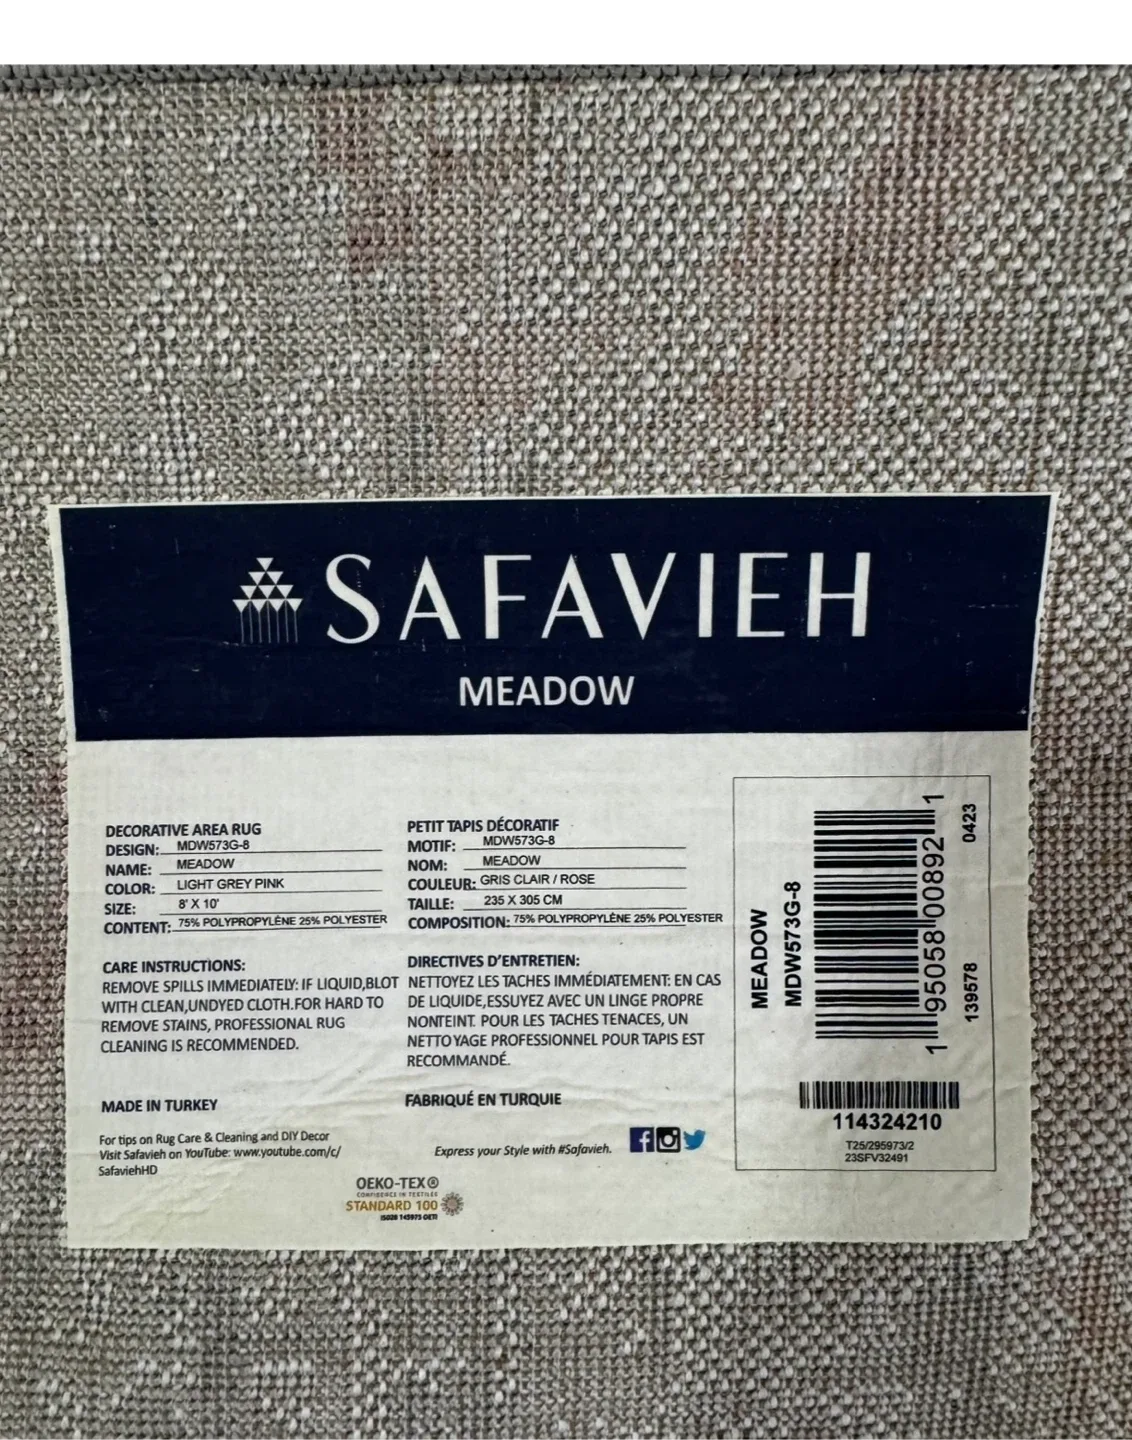 SAFAVIEH
MEADOW
DECORATIVE AREA RUG
DESIGN: MDW573G-8
NAME: MEADOW
COLOR: LIGHT GREY PINK
SIZE: 8' X 10'
CONTENT: 75% POLYPROPYLÈNE 25% POLYESTER
CARE INSTRUCTIONS:
REMOVE SPILLS IMMEDIATELY: IF LIQUID,BLOT
WITH CLEAN,UNDYED CLOTH.FOR HARD TO
REMOVE STAINS, PROFESSIONAL RUG
CLEANING IS RECOMMENDED.
MADE IN TURKEY
For tips on Rug Care & Cleaning and DIY Decor
Visit Safavieh on YouTube: www.youtube.com/c/
SafaviehHD
PETIT TAPIS DÉCORATIF
MOTIF: MDW573G-8
NOM: MEADOW
COULEUR: GRIS CLAIR / ROSE
TAILLE: 235 X 305 CM
COMPOSITION: 75% POLYPROPYLÈNE 25% POLYESTER
DIRECTIVES D'ENTRETIEN:
NETTOYEZ LES TACHES IMMÉDIATEMENT: EN CAS
DE LIQUIDE,ESSUYEZ AVEC UN LINGE PROPRE
NONTEINT. POUR LES TACHES TENACES, UN
NETTOYAGE PROFESSIONNEL POUR TAPIS EST
RECOMMANDÉ.
FABRIQUÉ EN TURQUIE
Express your Style with #Safavieh.
OEKO-TEX®
CONFIDENCE IN TEXTILES
STANDARD 100
MEADOW
MDW573G-8
1 95058 00892 1
139578 0423
114324210
T25/295973/2
23SFV32491